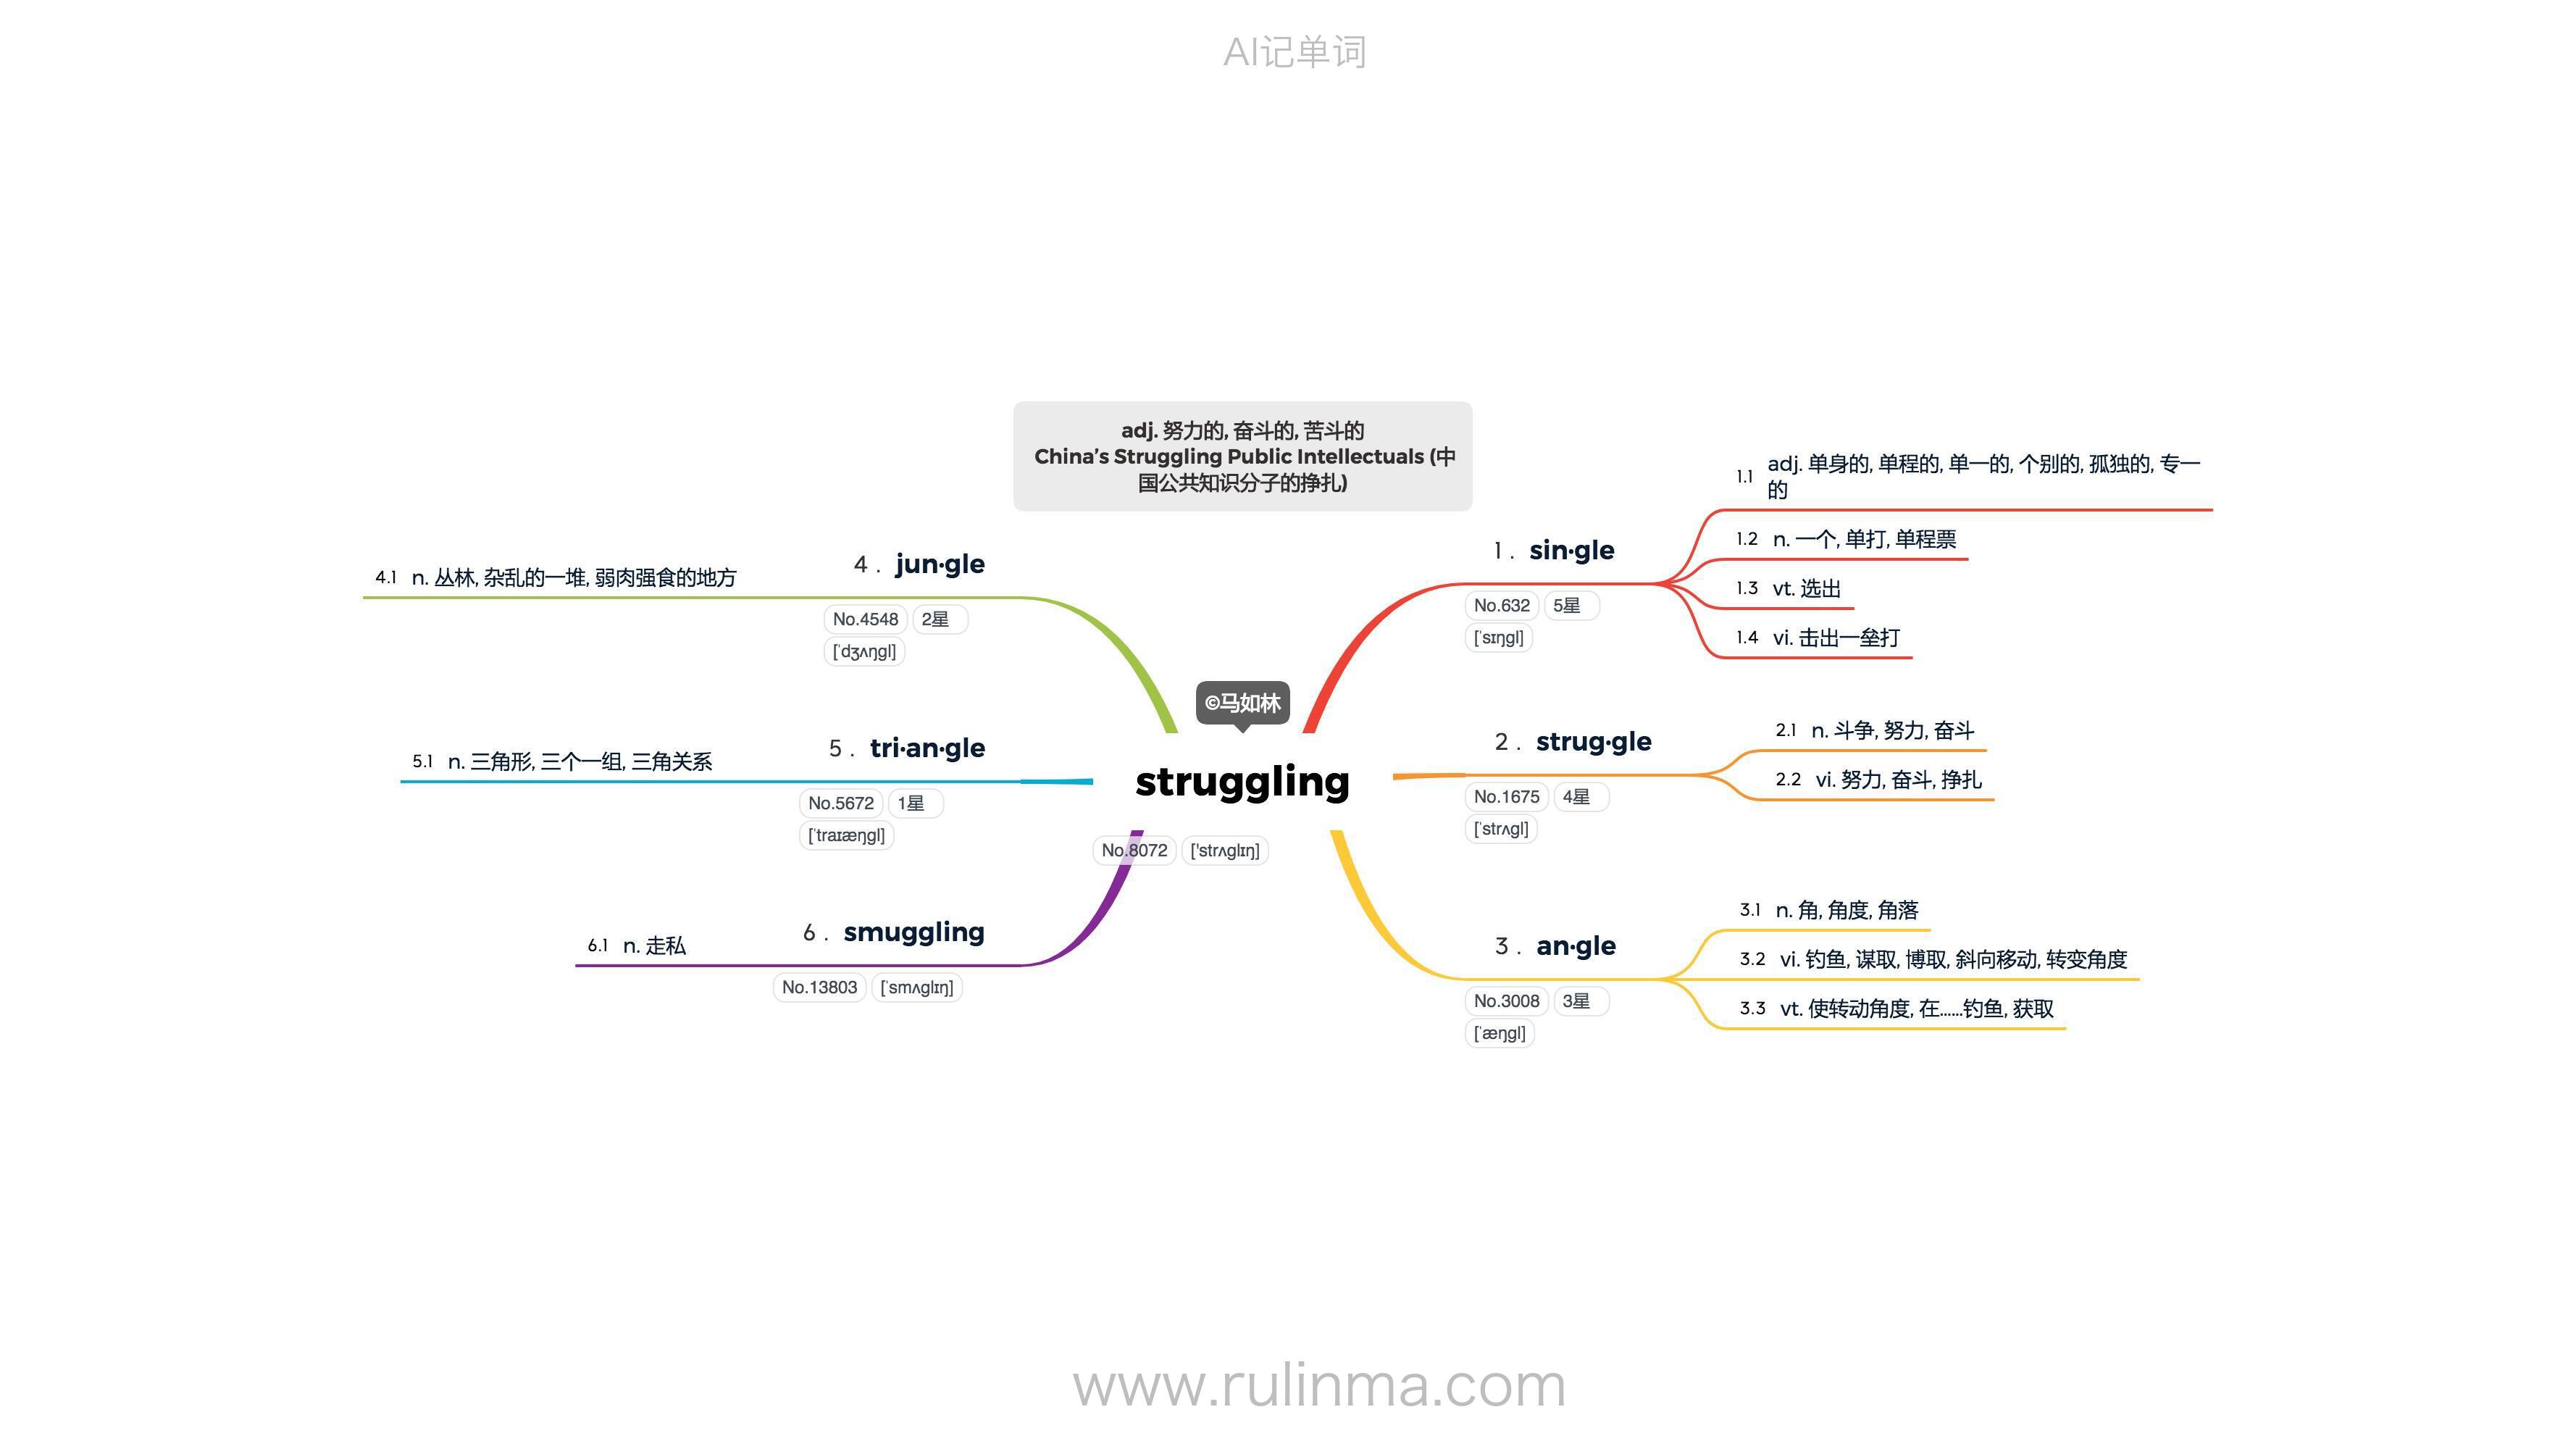 AI记单词
adj. 努力的, 奋斗的, 苦斗的
China’s Struggling Public Intellectuals (中
国公共知识分子的挣扎)
©马如林
struggling
No.8072 ['strʌglɪŋ]
1 . sin·gle
No.632 5星
[ˈsɪŋgl]
1.1 adj. 单身的, 单程的, 单一的, 个别的, 孤独的, 专一
的
1.2 n. 一个, 单打, 单程票
1.3 vt. 选出
1.4 vi. 击出一垒打
2 . strug·gle
No.1675 4星
[ˈstrʌgl]
2.1 n. 斗争, 努力, 奋斗
2.2 vi. 努力, 奋斗, 挣扎
3 . an·gle
No.3008 3星
[ˈæŋgl]
3.1 n. 角, 角度, 角落
3.2 vi. 钓鱼, 谋取, 博取, 斜向移动, 转变角度
3.3 vt. 使转动角度, 在……钓鱼, 获取
4 . jun·gle
No.4548 2星
[ˈdʒʌŋgl]
4.1 n. 丛林, 杂乱的一堆, 弱肉强食的地方
5 . tri·an·gle
No.5672 1星
[ˈtraɪæŋgl]
5.1 n. 三角形, 三个一组, 三角关系
6 . smuggling
No.13803 [ˈsmʌglɪŋ]
6.1 n. 走私
www.rulinma.com